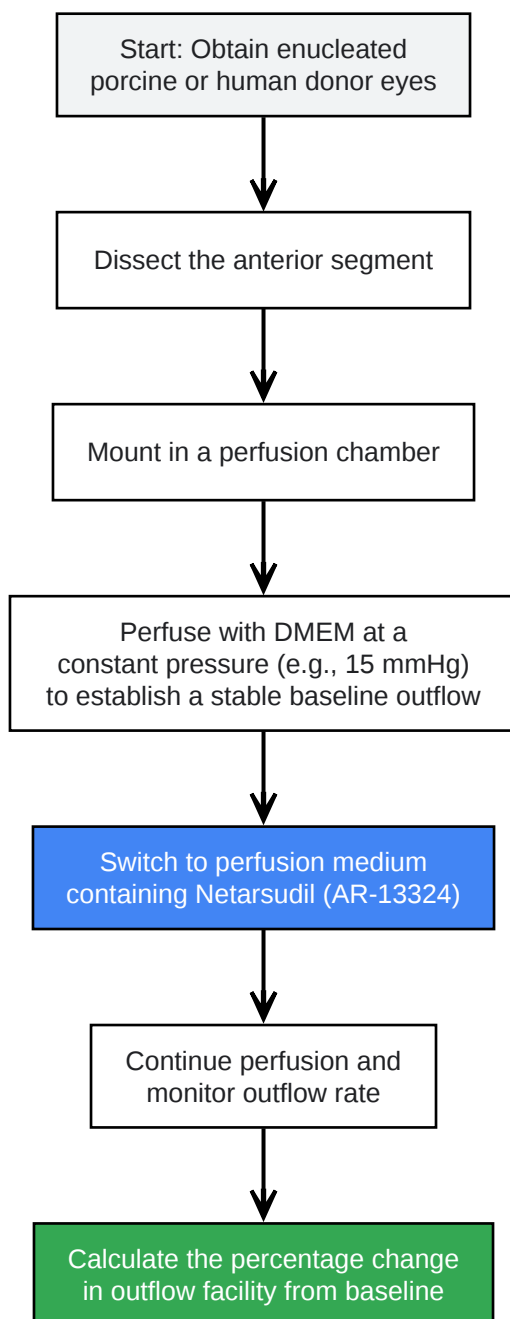 Start: Obtain enucleated
porcine or human donor eyes
Dissect the anterior segment
Mount in a perfusion chamber
Perfuse with DMEM at a
constant pressure (e.g., 15 mmHg)
to establish a stable baseline outflow
Switch to perfusion medium
containing Netarsudil (AR-13324)
Continue perfusion and
monitor outflow rate
Calculate the percentage change
in outflow facility from baseline